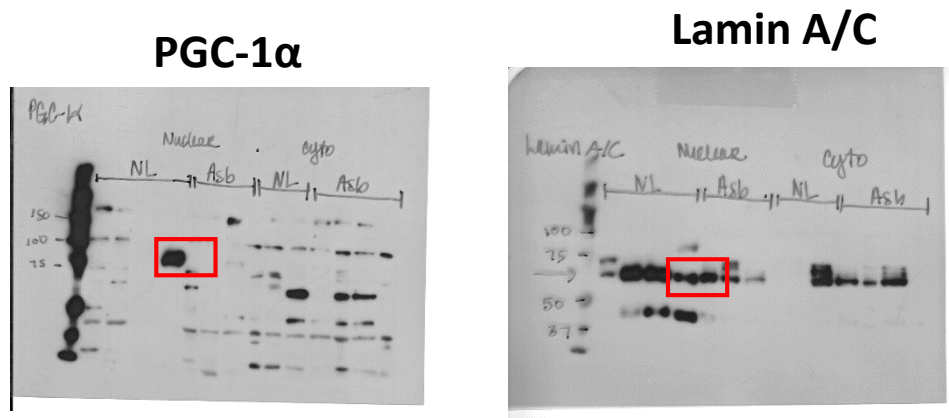 PGC-1α
PGC-1α
Nuclear
Cyto
NL
Asb
NL
Asb
150
100
75
Lamin A/C
Lamin A/C
Nuclear
Cyto
NL
Asb
NL
Asb
100
75
50
37